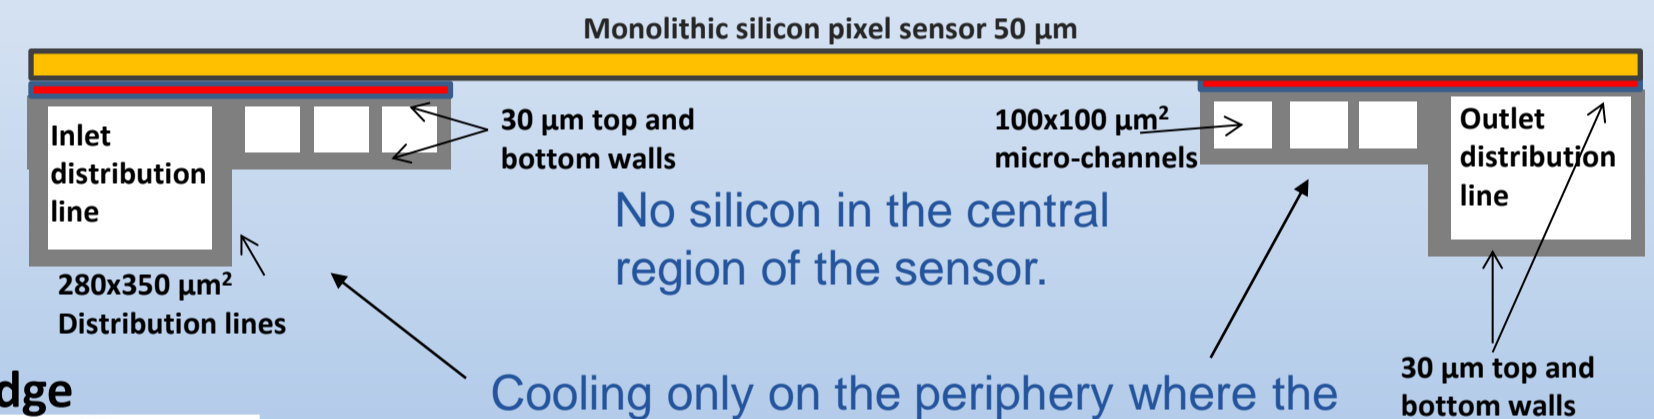 Monolithic silicon pixel sensor 50 µm
Inlet
distribution
line
30 µm top and
bottom walls
100x100 µm²
micro-channels
Outlet
distribution
line
No silicon in the central
region of the sensor.
280x350 µm²
Distribution lines
30 µm top and
bottom walls
dge
Cooling only on the periphery where the